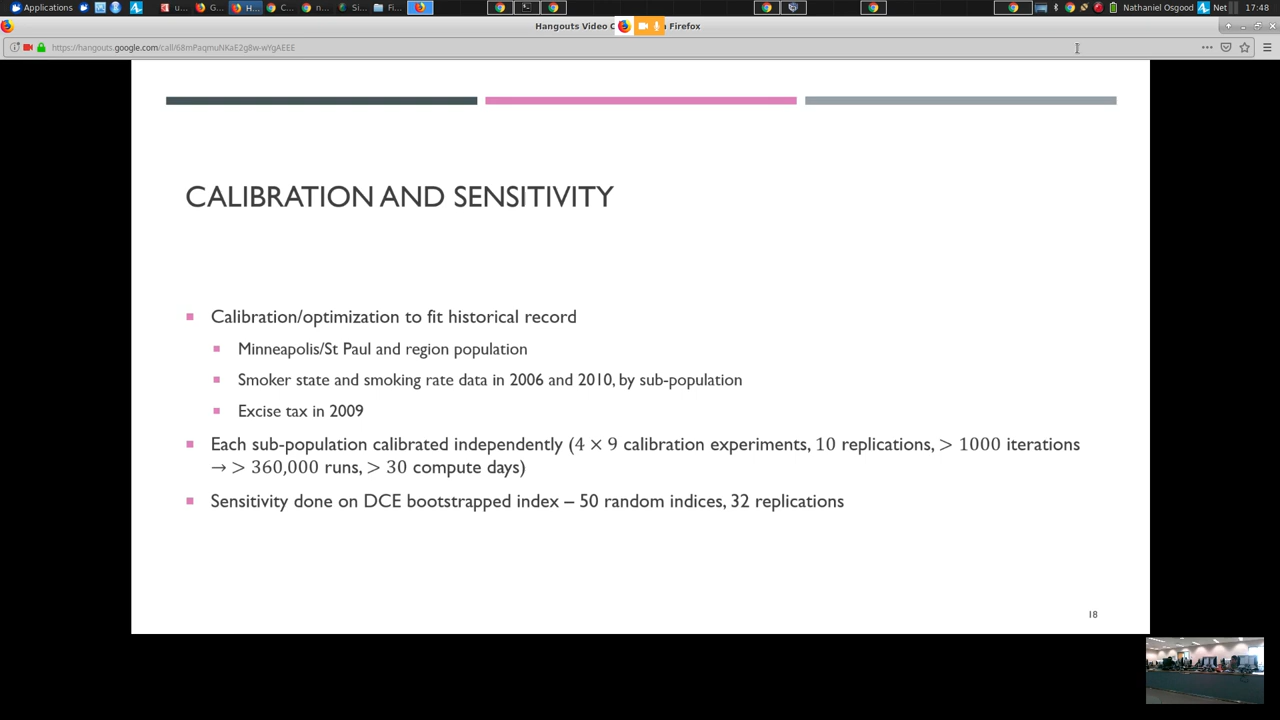 Applications
u...
G...
H...
C...
n...
Si...
Fi...
Nathaniel Osgood
Net
17:48
Hangouts Video C
Firefox
https://hangouts.google.com/call/68mPaqmuNKaE2g8w-wYgAEEE
CALIBRATION AND SENSITIVITY
Calibration/optimization to fit historical record
Minneapolis/St Paul and region population
Smoker state and smoking rate data in 2006 and 2010, by sub-population
Excise tax in 2009
Each sub-population calibrated independently (4 × 9 calibration experiments, 10 replications, > 1000 iterations
→ > 360,000 runs, > 30 compute days)
Sensitivity done on DCE bootstrapped index – 50 random indices, 32 replications
18